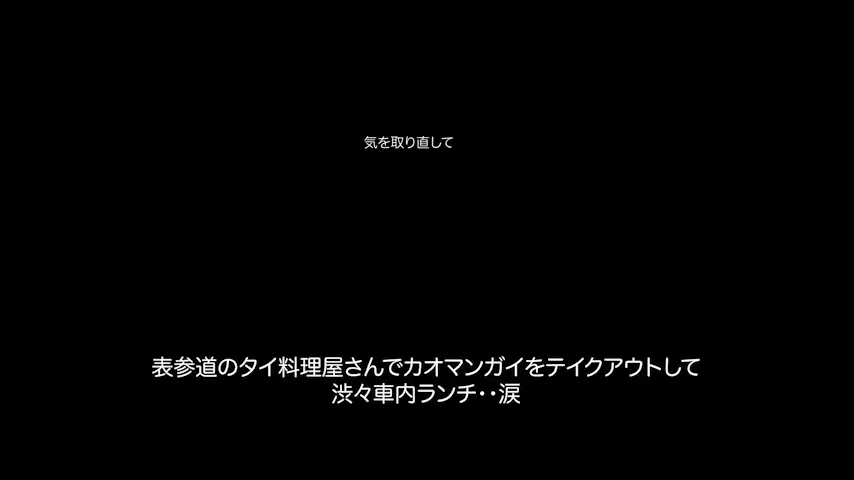 気を取り直して
表参道のタイ料理屋さんでカオマンガイをテイクアウトして
渋々車内ランチ･･涙